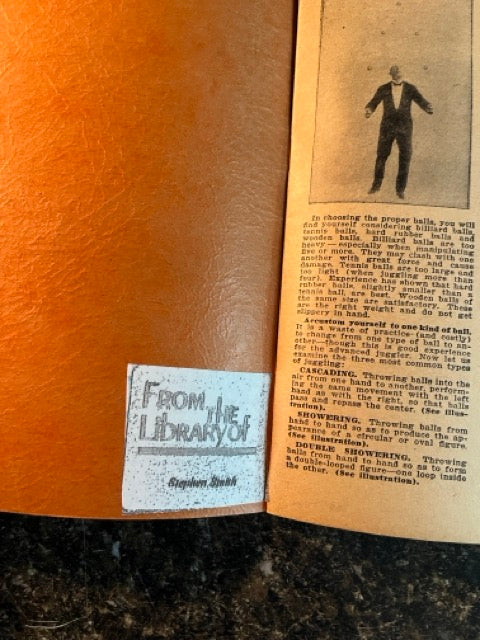 FROM THE
LIBRARY OF
Stephen
In choosing the proper balls, you will
find yourself considering billiard balls,
tennis balls, hard rubber balls and
wooden balls. Billiard balls are too
heavy—especially when manipulating
five or more. They may clash with one
another with great force and cause
damage. Tennis balls are too large and
too light (when juggling more than
four). Experience has shown that hard
rubber balls, slightly smaller than a
tennis ball, are best. Wooden balls of
the same size are satisfactory. These
are the right weight and do not get
slippery in hand.
Accustom yourself to one kind of ball.
It is a waste of practice (and costly)
to change from one type of ball to an-
other—though this is good experience
for the advanced juggler. Now let us
examine the three most common types
of juggling:
CASCADING. Throwing balls into the
air from one hand to another, perform-
ing the same movement with the left
hand as with the right, so that balls
pass and repass the center. (See illus-
tration).
SHOWERING. Throwing balls from
hand to hand so as to produce the ap-
pearance of a circular or oval figure.
(See illustration).
DOUBLE SHOWERING. Throwing
balls from hand to hand so as to form
a double-looped figure—one loop inside
the other. (See illustration).